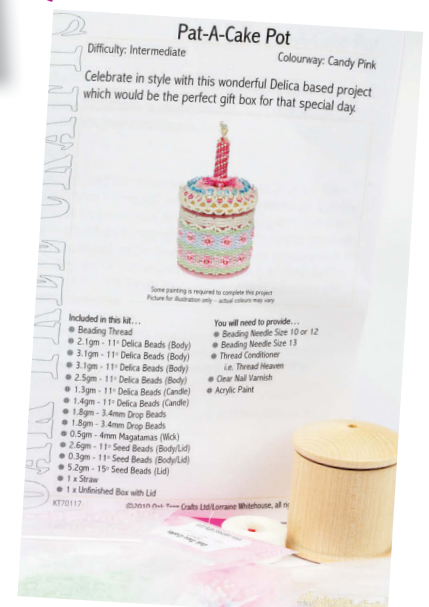 Pat-A-Cake Pot
Difficulty: Intermediate
Colourway: Candy Pink
Celebrate in style with this wonderful Delica based project
which would be the perfect gift box for that special day.
Some painting is required to complete this project
Picture for illustration only - actual colours may vary
Included in this kit...
Beading Thread
2.1gm - 11° Delica Beads (Body)
3.1gm - 11° Delica Beads (Body)
3.1gm - 11° Delica Beads (Body)
2.5gm - 11° Delica Beads (Body)
1.3gm - 11° Delica Beads (Candle)
1.4gm - 11° Delica Beads (Candle)
1.8gm - 3.4mm Drop Beads
1.8gm - 3.4mm Drop Beads
0.5gm - 4mm Magatamas (Wick)
2.6gm - 11° Seed Beads (Body/Lid)
0.3gm - 11° Seed Beads (Body/Lid)
5.2gm - 15° Seed Beads (Lid)
1 x Straw
1 x Unfinished Box with Lid
You will need to provide...
Beading Needle Size 10 or 12
Beading Needle Size 13
Thread Conditioner
i.e. Thread Heaven
Clear Nail Varnish
Acrylic Paint
KT70117
©2010 Oak Tree Crafts Ltd/Lorraine Whitehouse, all
OAK TREE CRAFTS